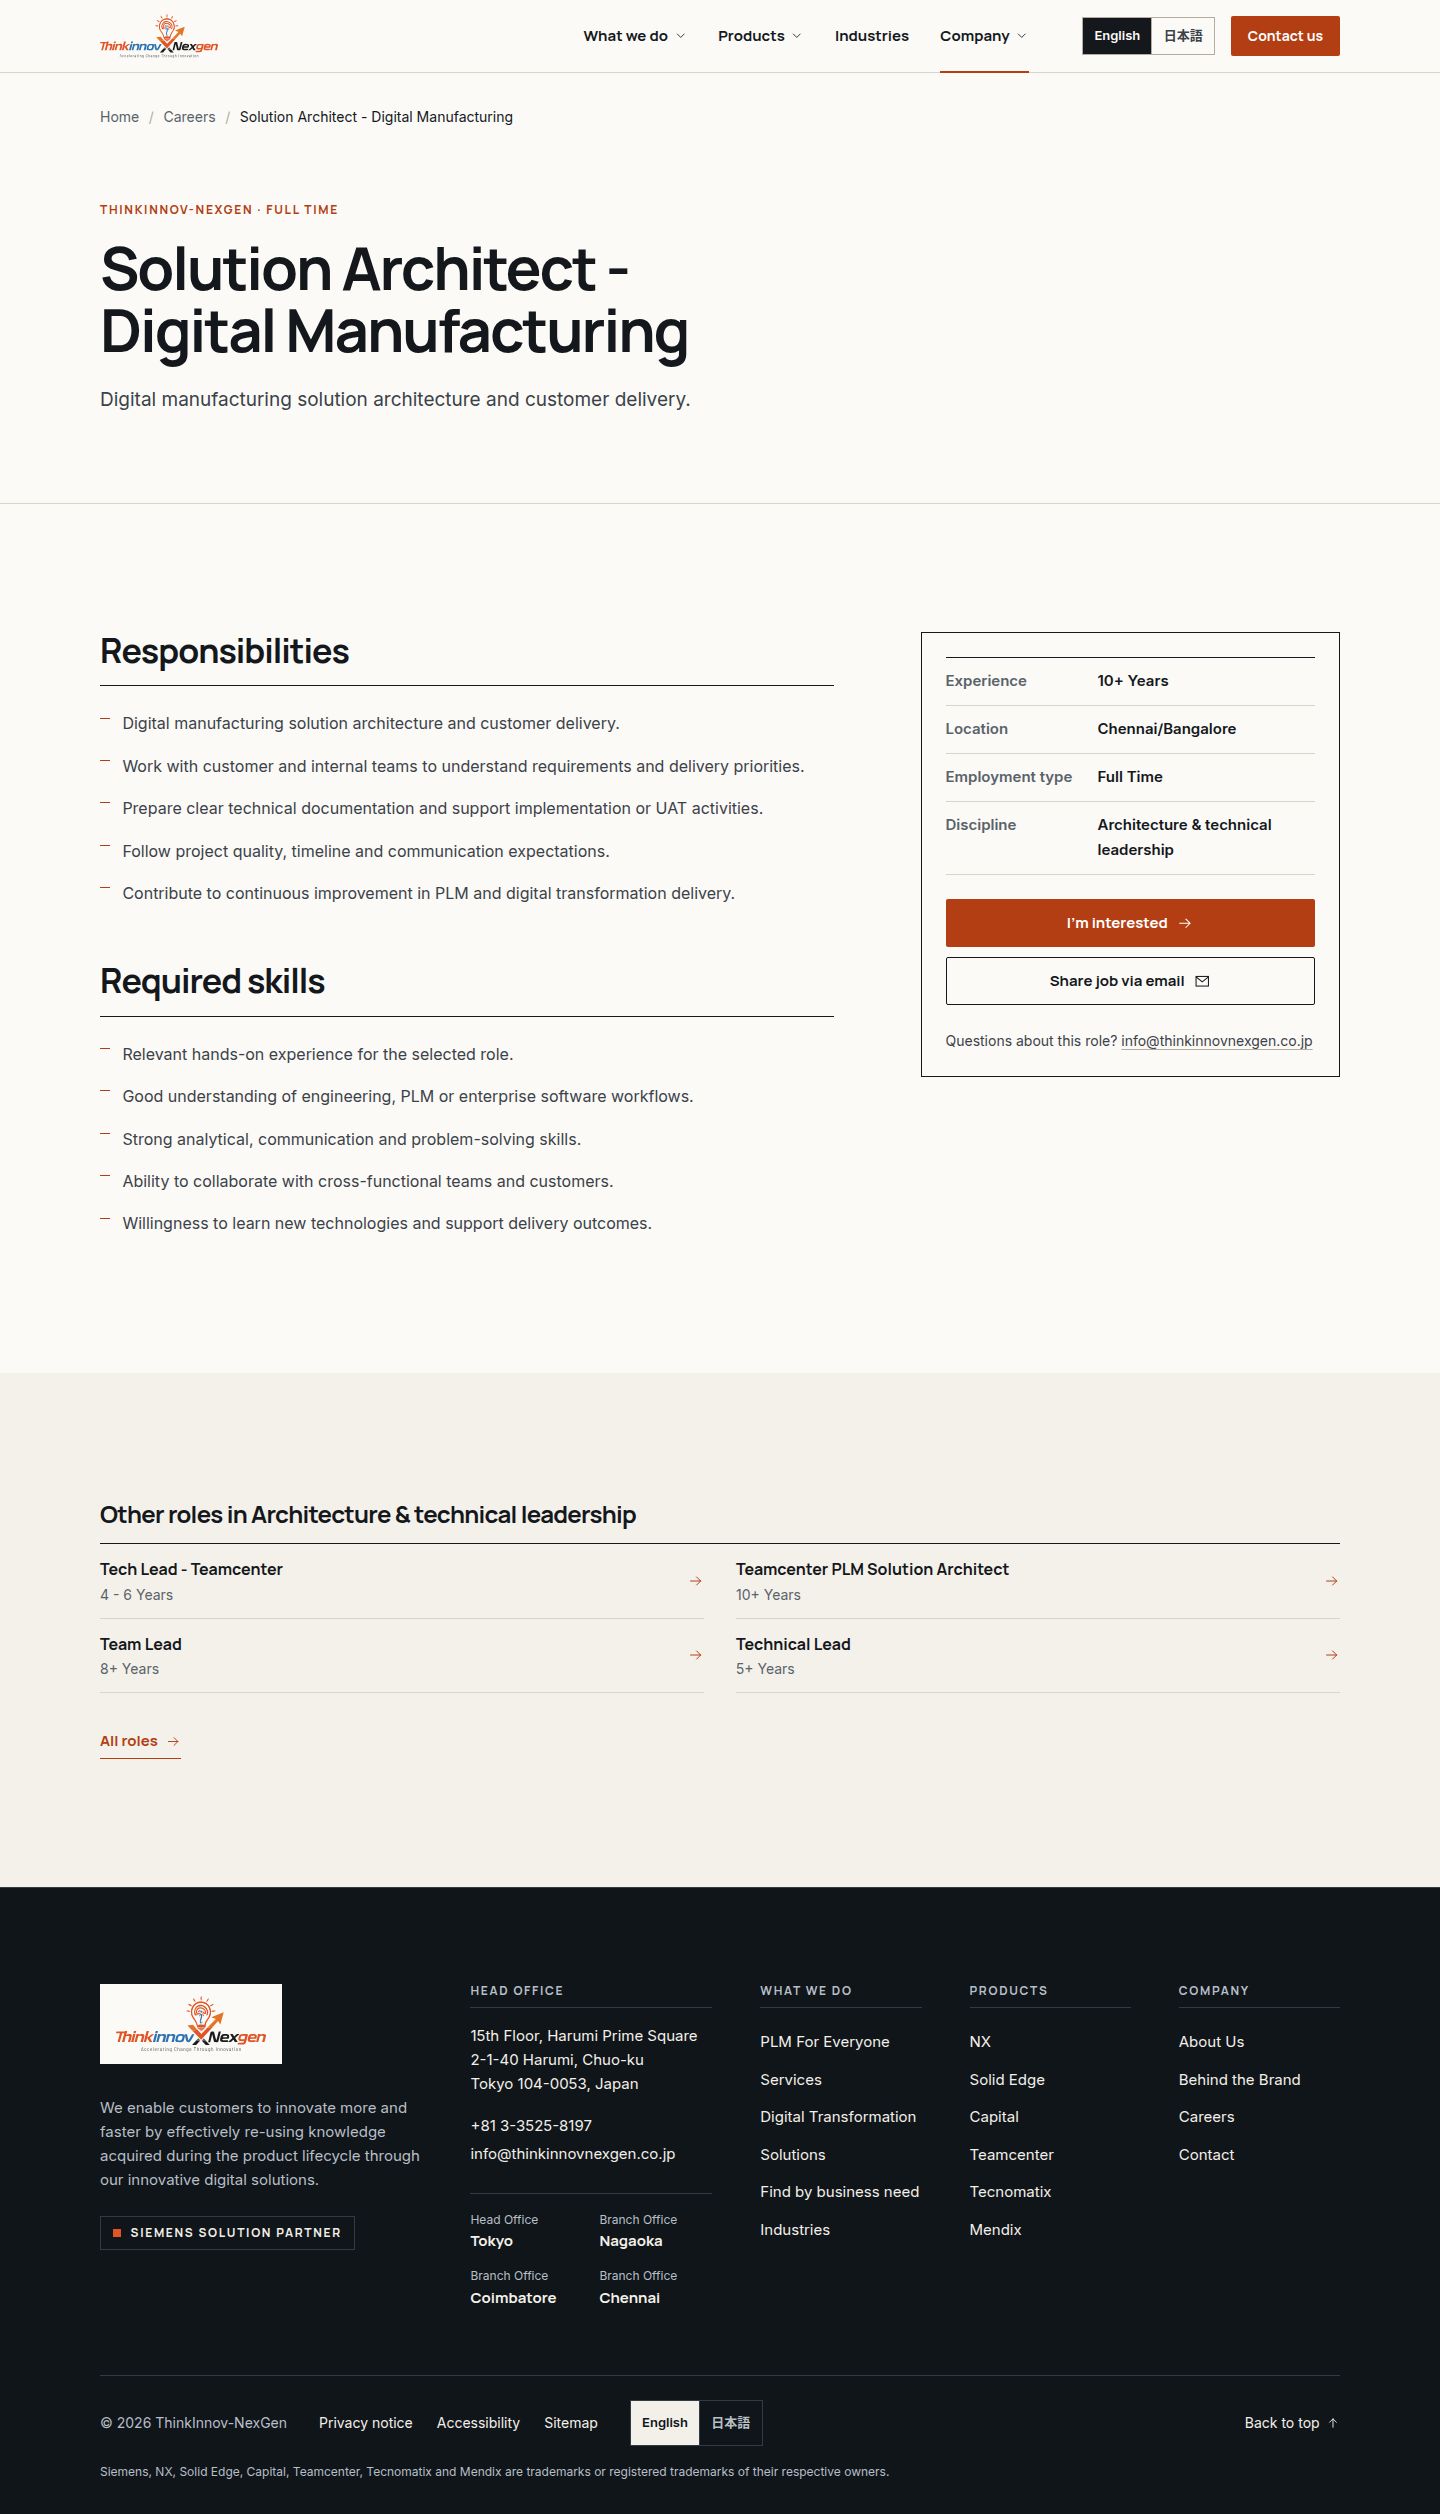 ThinkinnovNexgen
Accelerating Change Through Innovation
What we do
Products
Industries
Company
English
日本語
Contact us
Home / Careers / Solution Architect - Digital Manufacturing
THINKINNOV-NEXGEN · FULL TIME
Solution Architect -
Digital Manufacturing
Digital manufacturing solution architecture and customer delivery.
Responsibilities
Digital manufacturing solution architecture and customer delivery.
Work with customer and internal teams to understand requirements and delivery priorities.
Prepare clear technical documentation and support implementation or UAT activities.
Follow project quality, timeline and communication expectations.
Contribute to continuous improvement in PLM and digital transformation delivery.
Required skills
Relevant hands-on experience for the selected role.
Good understanding of engineering, PLM or enterprise software workflows.
Strong analytical, communication and problem-solving skills.
Ability to collaborate with cross-functional teams and customers.
Willingness to learn new technologies and support delivery outcomes.
Experience 10+ Years
Location Chennai/Bangalore
Employment type Full Time
Discipline Architecture & technical
leadership
I'm interested →
Share job via email
Questions about this role? info@thinkinnovnexgen.co.jp
Other roles in Architecture & technical leadership
Tech Lead - Teamcenter
4 - 6 Years
Teamcenter PLM Solution Architect
10+ Years
Team Lead
8+ Years
Technical Lead
5+ Years
All roles →
ThinkinnovNexgen
Accelerating Change Through Innovation
We enable customers to innovate more and
faster by effectively re-using knowledge
acquired during the product lifecycle through
our innovative digital solutions.
SIEMENS SOLUTION PARTNER
HEAD OFFICE
15th Floor, Harumi Prime Square
2-1-40 Harumi, Chuo-ku
Tokyo 104-0053, Japan
+81 3-3525-8197
info@thinkinnovnexgen.co.jp
Head Office
Tokyo
Branch Office
Nagaoka
Branch Office
Coimbatore
Branch Office
Chennai
WHAT WE DO
PLM For Everyone
Services
Digital Transformation
Solutions
Find by business need
Industries
PRODUCTS
NX
Solid Edge
Capital
Teamcenter
Tecnomatix
Mendix
COMPANY
About Us
Behind the Brand
Careers
Contact
© 2026 ThinkInnov-NexGen
Privacy notice
Accessibility
Sitemap
English
日本語
Back to top ↑
Siemens, NX, Solid Edge, Capital, Teamcenter, Tecnomatix and Mendix are trademarks or registered trademarks of their respective owners.